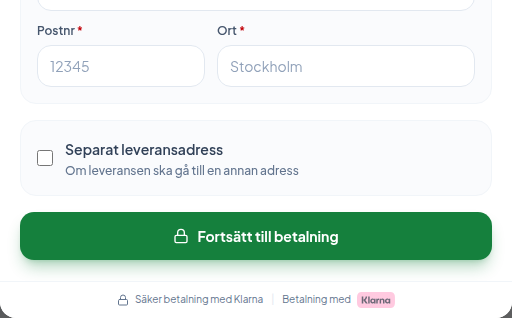 Postnr * Ort *
12345 Stockholm
Separat leveransadress
Om leveransen ska gå till en annan adress
Fortsätt till betalning
Säker betalning med Klarna Betalning med Klarna